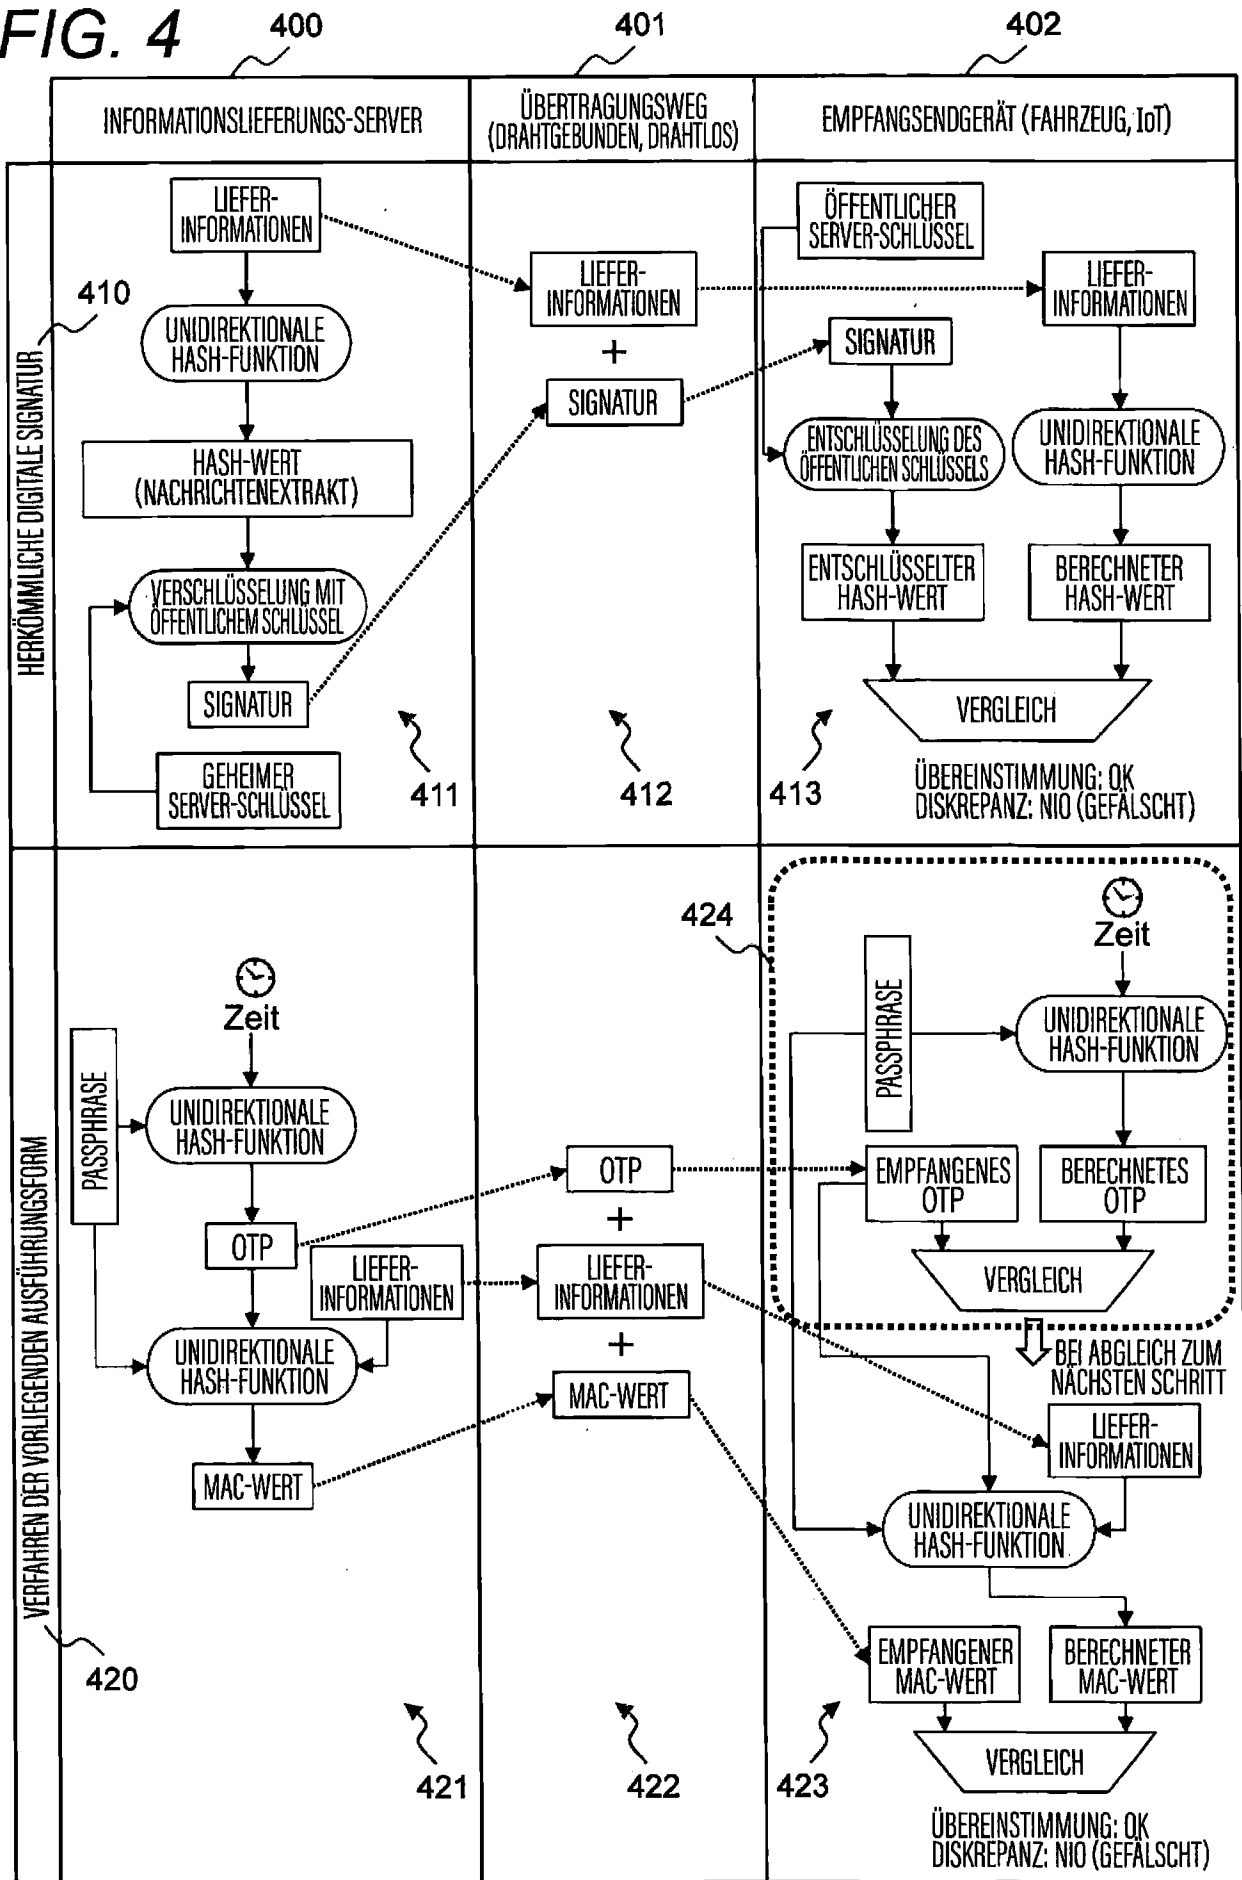 FIG. 4
400
401
402
INFORMATIONSLIEFERUNGS-SERVER
ÜBERTRAGUNGSWEG
(DRAHTGEBUNDEN, DRAHTLOS)
EMPFANGSENDGERÄT (FAHRZEUG, IoT)
HERKÖMMLICHE DIGITALE SIGNATUR
410
LIEFER-
INFORMATIONEN
UNIDIREKTIONALE
HASH-FUNKTION
HASH-WERT
(NACHRICHTENEXTRAKT)
VERSCHLÜSSELUNG MIT
ÖFFENTLICHEM SCHLÜSSEL
SIGNATUR
GEHEIMER
SERVER-SCHLÜSSEL
411
LIEFER-
INFORMATIONEN
+
SIGNATUR
412
ÖFFENTLICHER
SERVER-SCHLÜSSEL
SIGNATUR
ENTSCHLÜSSELUNG DES
ÖFFENTLICHEN SCHLÜSSELS
ENTSCHLÜSSELTER
HASH-WERT
LIEFER-
INFORMATIONEN
UNIDIREKTIONALE
HASH-FUNKTION
BERECHNETER
HASH-WERT
VERGLEICH
413
ÜBEREINSTIMMUNG: OK
DISKREPANZ: NIO (GEFÄLSCHT)
VERFAHREN DER VORLIEGENDEN AUSFÜHRUNGSFORM
420
Zeit
PASSPHRASE
UNIDIREKTIONALE
HASH-FUNKTION
OTP
LIEFER-
INFORMATIONEN
UNIDIREKTIONALE
HASH-FUNKTION
MAC-WERT
421
OTP
+
LIEFER-
INFORMATIONEN
+
MAC-WERT
422
424
Zeit
PASSPHRASE
UNIDIREKTIONALE
HASH-FUNKTION
EMPFANGENES
OTP
BERECHNETES
OTP
VERGLEICH
BEI ABGLEICH ZUM
NÄCHSTEN SCHRITT
LIEFER-
INFORMATIONEN
UNIDIREKTIONALE
HASH-FUNKTION
EMPFANGENER
MAC-WERT
BERECHNETER
MAC-WERT
VERGLEICH
423
ÜBEREINSTIMMUNG: OK
DISKREPANZ: NIO (GEFÄLSCHT)